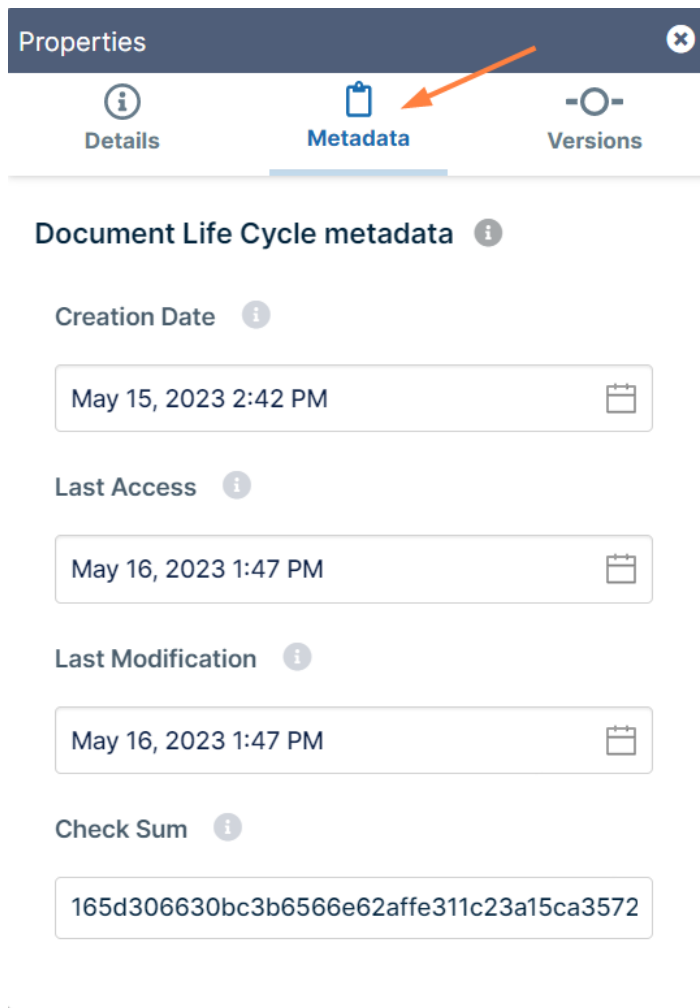 Properties
Details
Metadata
Versions
Document Life Cycle metadata
Creation Date
May 15, 2023 2:42 PM
Last Access
May 16, 2023 1:47 PM
Last Modification
May 16, 2023 1:47 PM
Check Sum
165d306630bc3b6566e62affe311c23a15ca3572